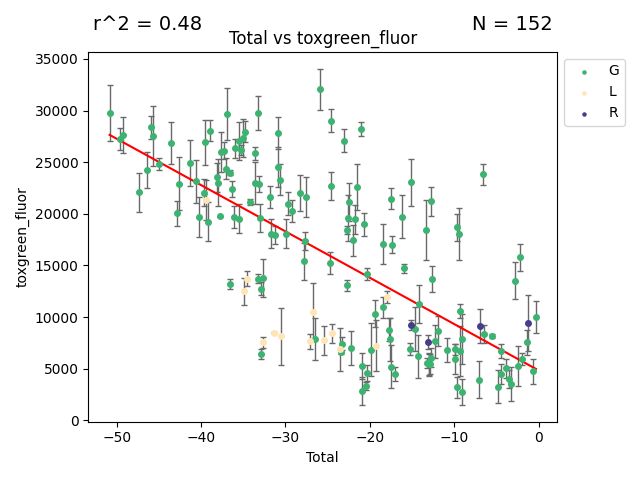 r^2 = 0.48 N = 152
Total vs toxgreen_fluor
35000
30000
25000
20000
15000
10000
5000
0
toxgreen_fluor
−50 −40 −30 −20 −10 0
Total
G
L
R